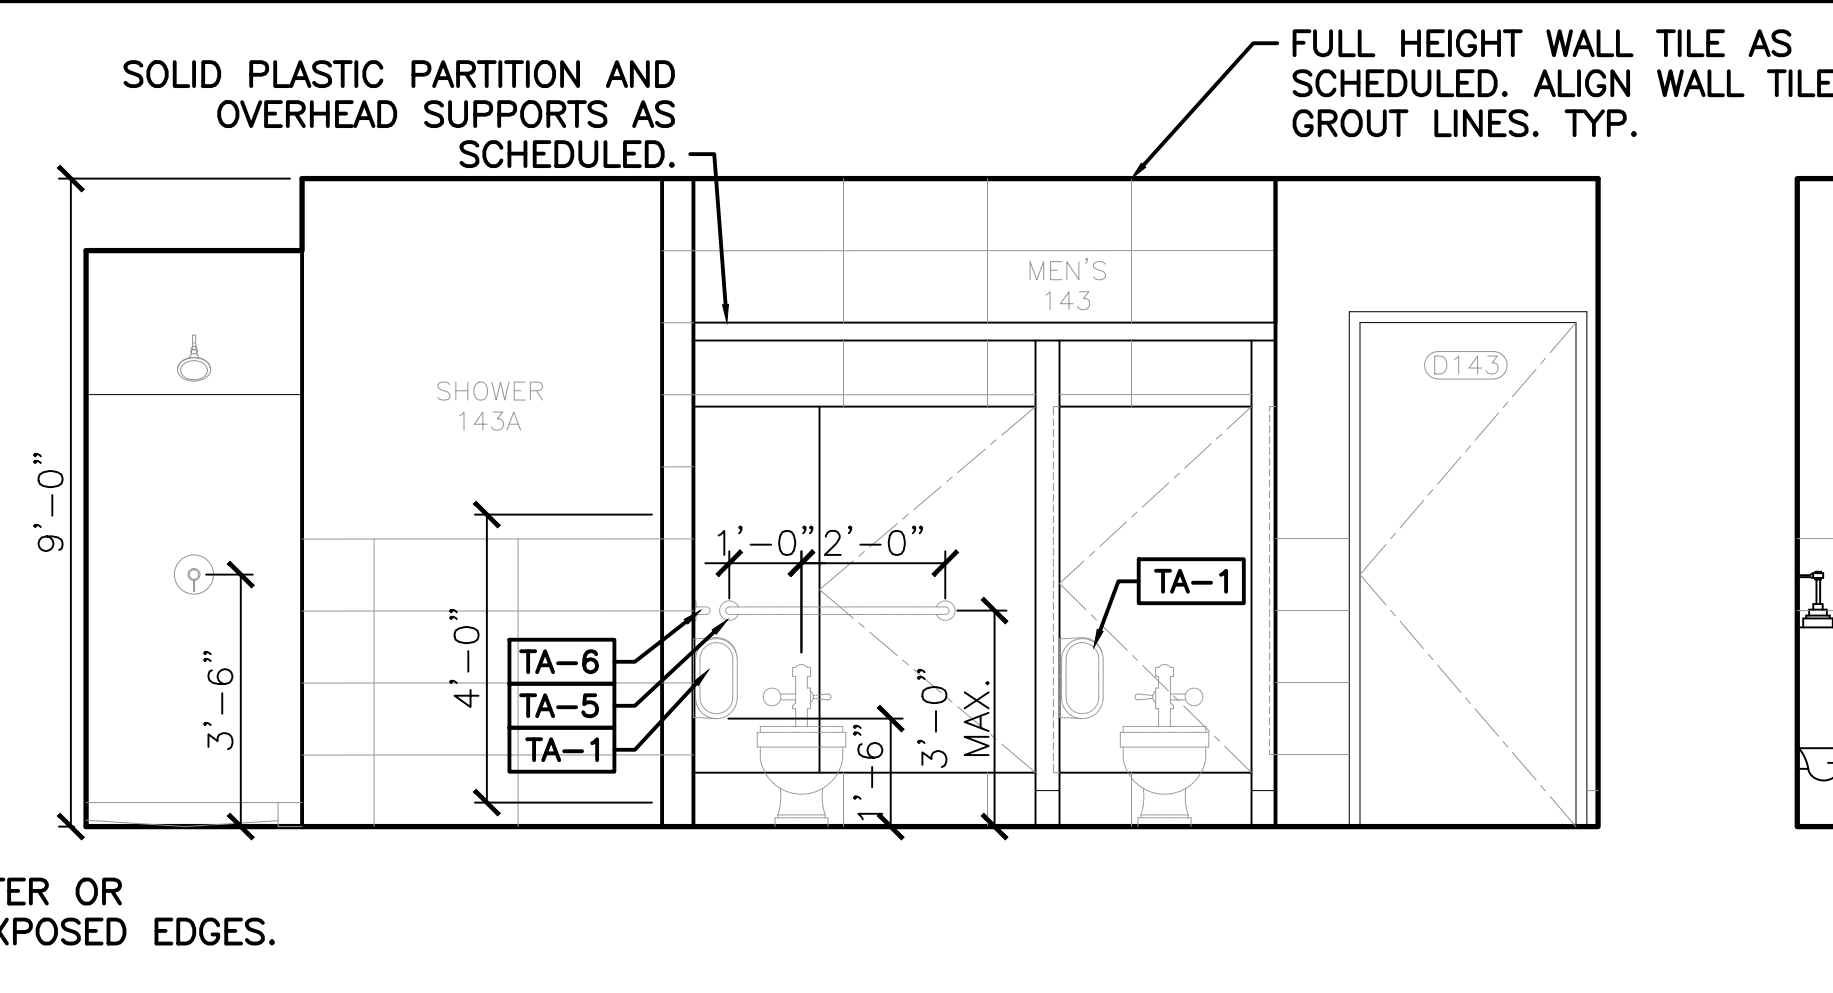 SOLID PLASTIC PARTITION AND
OVERHEAD SUPPORTS AS
SCHEDULED.
FULL HEIGHT WALL TILE AS
SCHEDULED. ALIGN WALL TILE
GROUT LINES. TYP.
MEN'S
143
D143
SHOWER
143A
9'-0"
1'-0"
2'-0"
TA-1
4'-0"
3'-6"
TA-6
TA-5
TA-1
3'-0"
MAX.
1'-6"
TER OR
XPOSED EDGES.